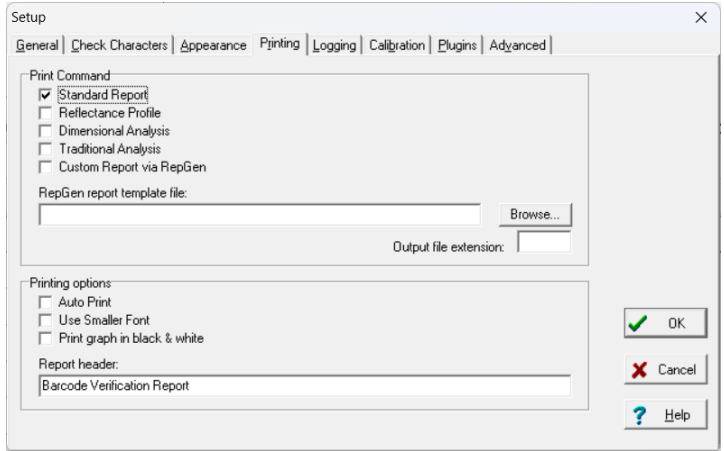 Setup
General Check Characters Appearance Printing Logging Calibration Plugins Advanced
Print Command
Standard Report
Reflectance Profile
Dimensional Analysis
Traditional Analysis
Custom Report via RepGen
RepGen report template file:
Browse...
Output file extension:
Printing options
Auto Print
Use Smaller Font
Print graph in black & white
Report header:
Barcode Verification Report
OK
Cancel
Help